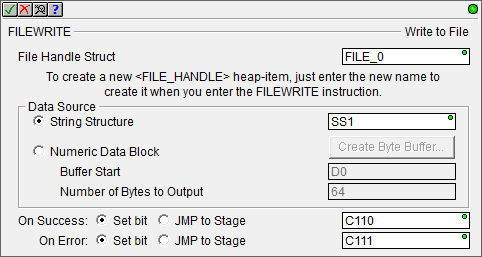 FILEWRITE Write to File
File Handle Struct FILE_0
To create a new <FILE_HANDLE> heap-item, just enter the new name to
create it when you enter the FILEWRITE instruction.
Data Source
String Structure SS1
Numeric Data Block Create Byte Buffer...
Buffer Start D0
Number of Bytes to Output 64
On Success: Set bit JMP to Stage C110
On Error: Set bit JMP to Stage C111